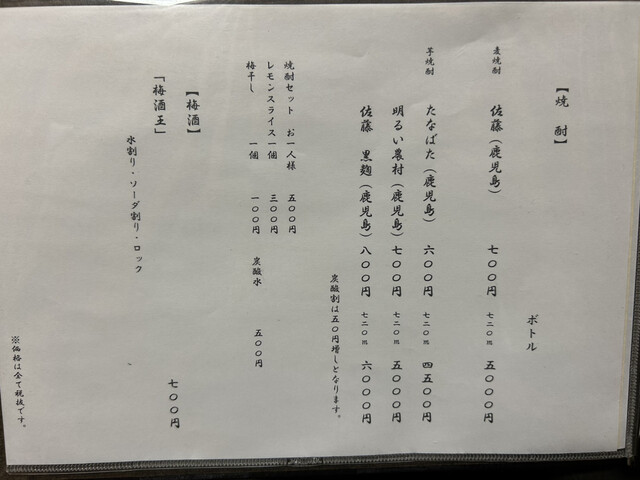 【焼酎】
ボトル
麦焼酎
佐藤（鹿児島） 七〇〇円 七二〇㎖ 五〇〇〇円
芋焼酎
たなばた（鹿児島） 六〇〇円 七二〇㎖ 四五〇〇円
明るい農村（鹿児島） 七〇〇円 七二〇㎖ 五〇〇〇円
佐藤 黒麹（鹿児島） 八〇〇円 七二〇㎖ 六〇〇〇円
炭酸割は五〇円増しとなります。
焼酎セット お一人様 五〇〇円
レモンスライス一個 三〇〇円
梅干し 一個 一〇〇円
炭酸水 五〇〇円
【梅酒】
「梅酒王」 七〇〇円
水割り・ソーダ割り・ロック
※価格は全て税抜です。